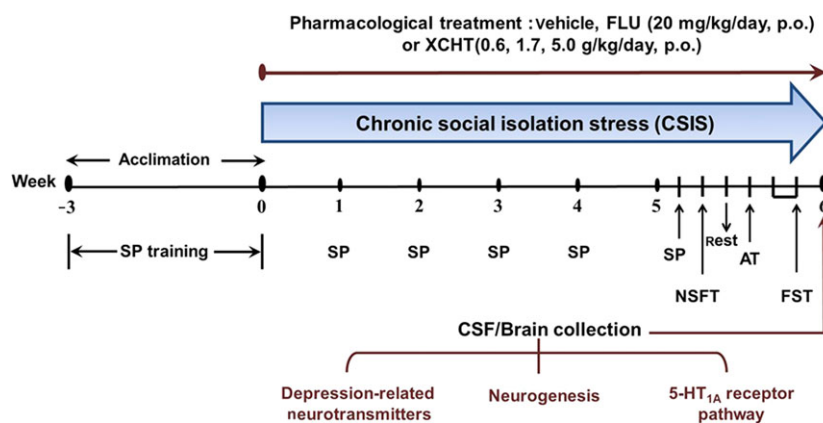 Pharmacological treatment : vehicle, FLU (20 mg/kg/day, p.o.)
or XCHT(0.6, 1.7, 5.0 g/kg/day, p.o.)
Chronic social isolation stress (CSIS)
Acclimation
Week
-3 0 1 2 3 4 5 6
SP training SP SP SP SP SP Rest AT
NSFT FST
CSF/Brain collection
Depression-related neurotransmitters
Neurogenesis
5-HT1A receptor pathway